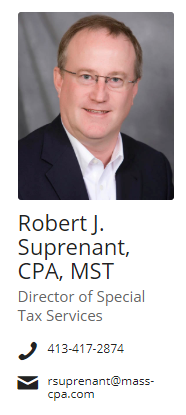 Robert J.
Suprenant,
CPA, MST
Director of Special
Tax Services
413-417-2874
rsuprenant@mass-
cpa.com